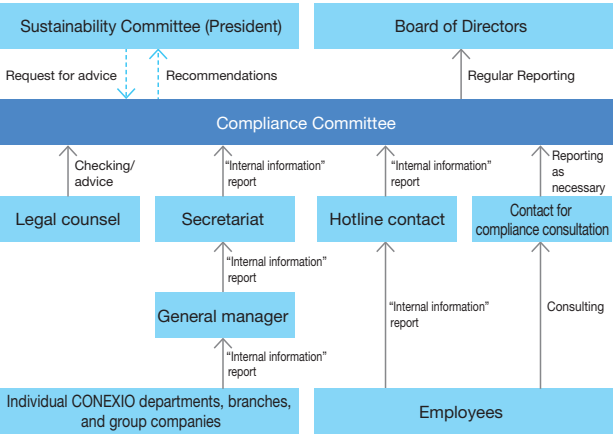 Sustainability Committee (President)
Board of Directors
Request for advice
Recommendations
Regular Reporting
Compliance Committee
Checking/
advice
“Internal information”
report
“Internal information”
report
Reporting
as
necessary
Legal counsel
Secretariat
Hotline contact
Contact for
compliance consultation
“Internal information”
report
General manager
“Internal information”
report
Consulting
“Internal information”
report
Individual CONEXIO departments, branches,
and group companies
Employees